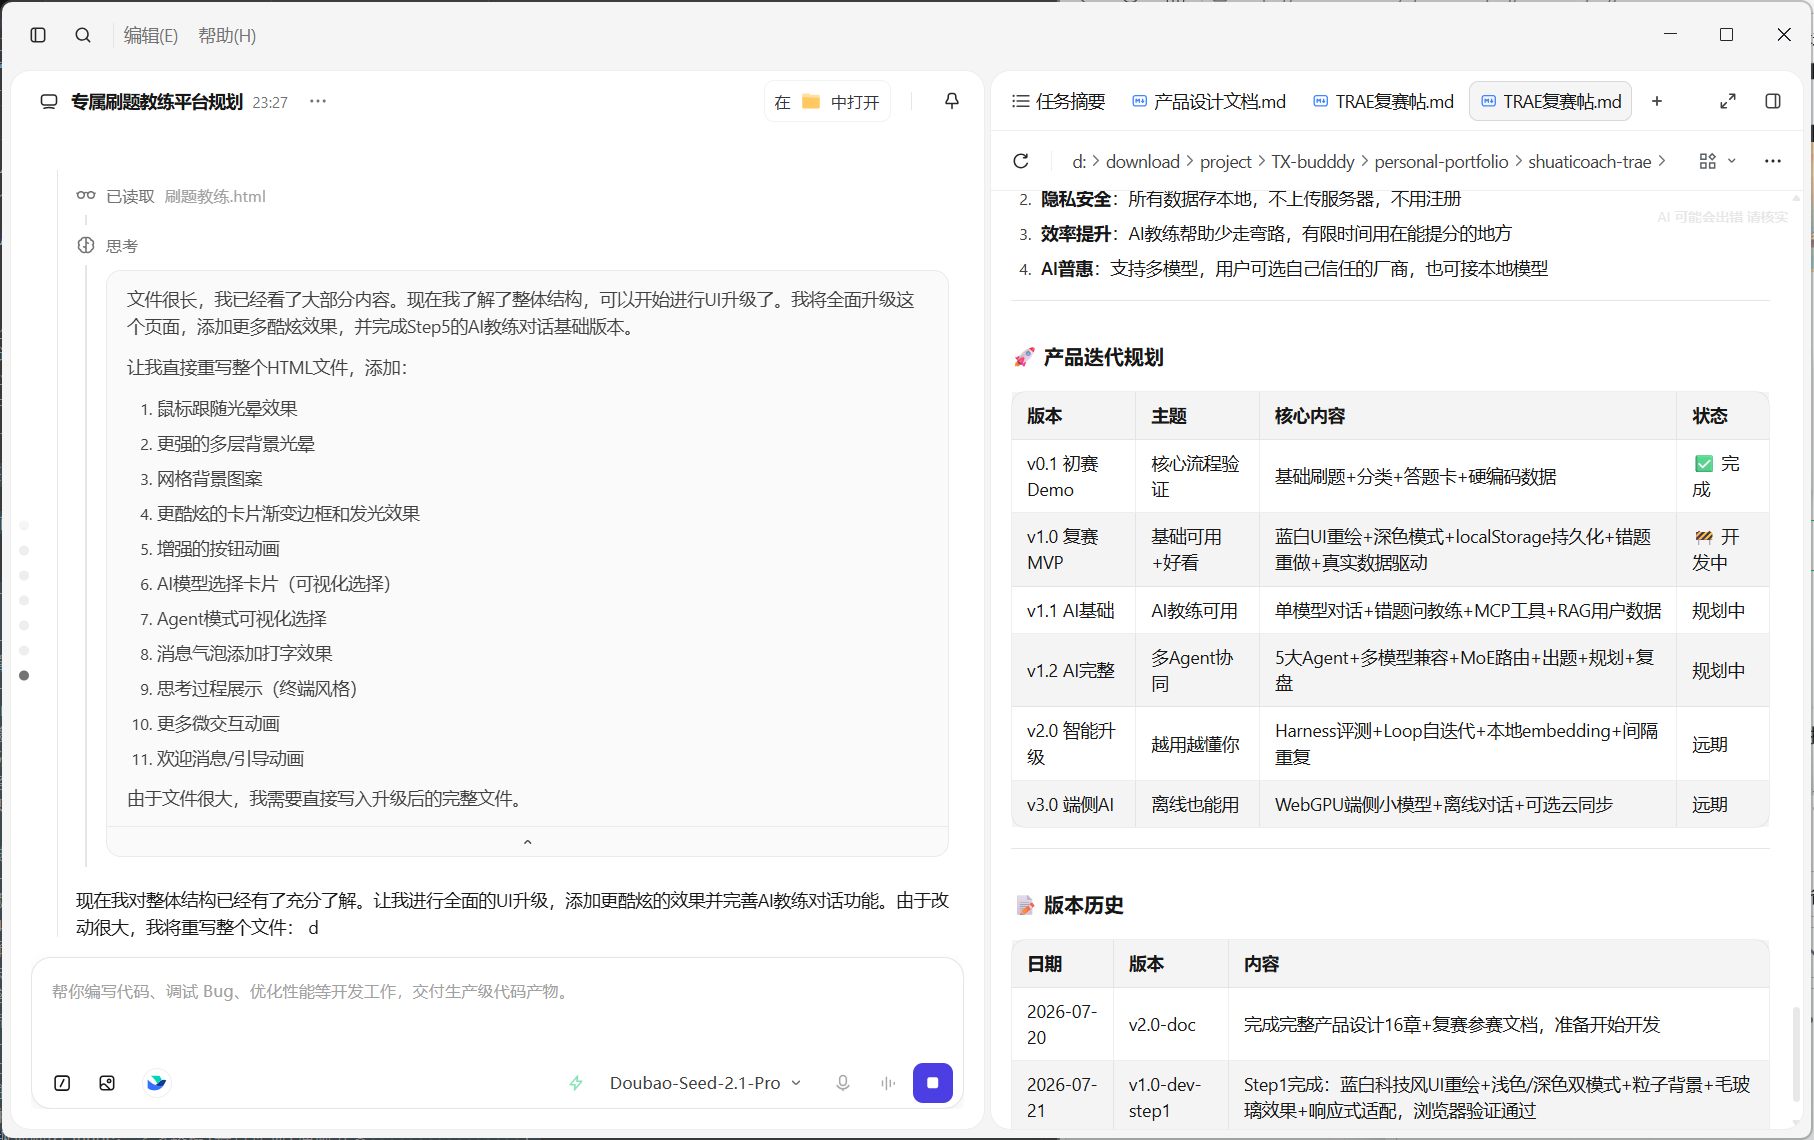 编辑(E) 帮助(H)
专属刷题教练平台规划 23:27 ···
在 中打开
已读取 刷题教练.html
思考
文件很长，我已经看了大部分内容。现在我了解了整体结构，可以开始进行UI升级了。我将全面升级这
个页面，添加更多酷炫效果，并完成Step5的AI教练对话基础版本。
让我直接重写整个HTML文件，添加：
1. 鼠标跟随光晕效果
2. 更强的多层背景光晕
3. 网格背景图案
4. 更酷炫的卡片渐变边框和发光效果
5. 增强的按钮动画
6. AI模型选择卡片（可视化选择）
7. Agent模式可视化选择
8. 消息气泡添加打字效果
9. 思考过程展示（终端风格）
10. 更多微交互动画
11. 欢迎消息/引导动画
由于文件很大，我需要直接写入升级后的完整文件。
现在我对整体结构已经有了充分了解。让我进行全面的UI升级，添加更酷炫的效果并完善AI教练对话功能。由于改
动很大，我将重写整个文件： d
帮你编写代码、调试 Bug、优化性能等开发工作，交付生产级代码产物。
Doubao-Seed-2.1-Pro
任务摘要 产品设计文档.md TRAE复赛帖.md TRAE复赛帖.md +
d: > download > project > TX-budddy > personal-portfolio > shuaticoach-trae >
AI 可能会出错 请核实
2. 隐私安全：所有数据存本地，不上传服务器，不用注册
3. 效率提升：AI教练帮助少走弯路，有限时间用在能提分的地方
4. AI普惠：支持多模型，用户可选自己信任的厂商，也可接本地模型
🚀 产品迭代规划
版本 主题 核心内容 状态
v0.1 初赛
Demo
核心流程验
证
基础刷题+分类+答题卡+硬编码数据
✅ 完
成
v1.0 复赛
MVP
基础可用
+好看
蓝白UI重绘+深色模式+localStorage持久化+错题
重做+真实数据驱动
🚧 开
发中
v1.1 AI基础 AI教练可用 单模型对话+错题问教练+MCP工具+RAG用户数据 规划中
v1.2 AI完整
多Agent协
同
5大Agent+多模型兼容+MoE路由+出题+规划+复
盘
规划中
v2.0 智能升
级
越用越懂你
Harness评测+Loop自迭代+本地embedding+间隔
重复
远期
v3.0 端侧AI 离线也能用 WebGPU端侧小模型+离线对话+可选云同步 远期
📝 版本历史
日期 版本 内容
2026-07-
20
v2.0-doc
完成完整产品设计16章+复赛参赛文档，准备开始开发
2026-07-
21
v1.0-dev-
step1
Step1完成：蓝白科技风UI重绘+浅色/深色双模式+粒子背景+毛玻
璃效果+响应式适配，浏览器验证通过